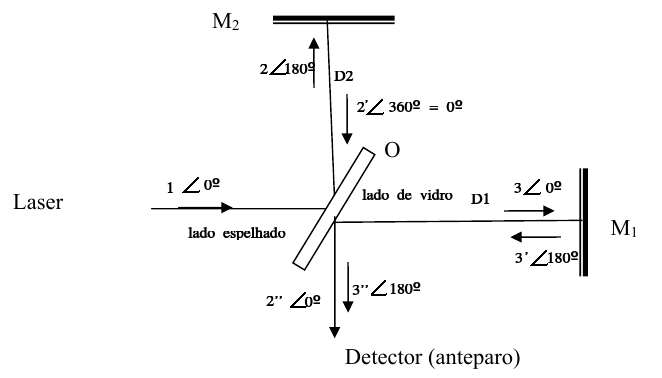 M₂
2∠180º
D2
2'∠ 360º = 0º
O
1 ∠0º
lado de vidro
D1
3∠0º
Laser
lado espelhado
M₁
3'∠180º
2''∠0º
3''∠180º
Detector (anteparo)